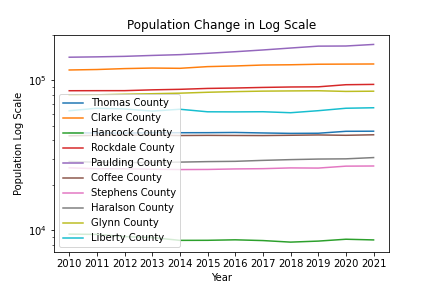 Population Change in Log Scale
Population Log Scale
10^5
10^4
Thomas County
Clarke County
Hancock County
Rockdale County
Paulding County
Coffee County
Stephens County
Haralson County
Glynn County
Liberty County
2010 2011 2012 2013 2014 2015 2016 2017 2018 2019 2020 2021
Year